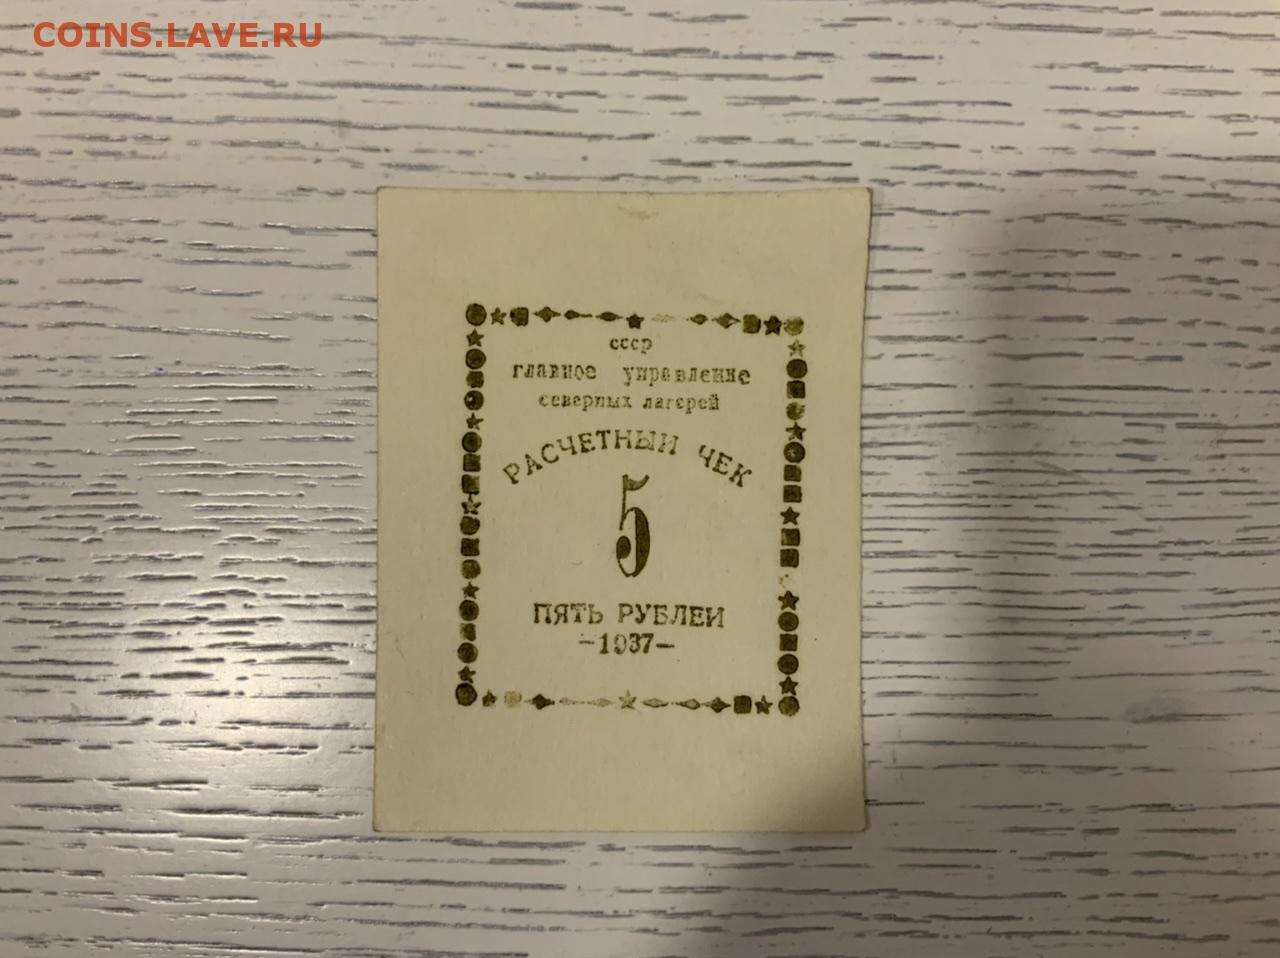 COINS.LAVE.RU
СССР
главное управление
северных лагерей
РАСЧЕТНЫЙ ЧЕК
5
ПЯТЬ РУБЛЕЙ
-1937-